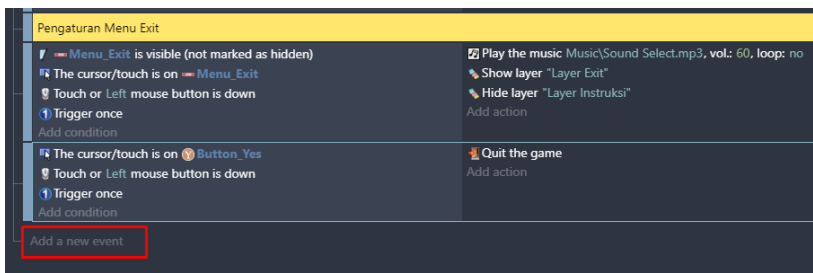 Pengaturan Menu Exit
Menu_Exit is visible (not marked as hidden)
The cursor/touch is on Menu_Exit
Touch or Left mouse button is down
Trigger once
Add condition
Play the music Music\Sound Select.mp3, vol.: 60, loop: no
Show layer "Layer Exit"
Hide layer "Layer Instruksi"
Add action
The cursor/touch is on Y Button_Yes
Touch or Left mouse button is down
Trigger once
Add condition
Quit the game
Add action
Add a new event